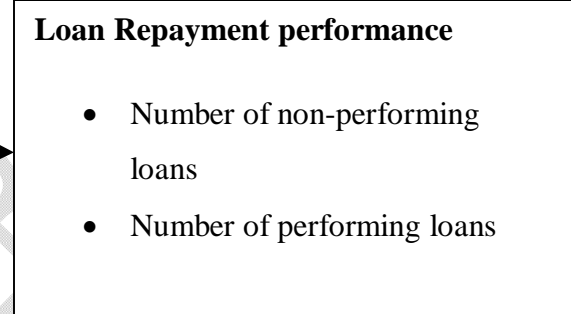 Loan Repayment performance
• Number of non-performing
loans
• Number of performing loans